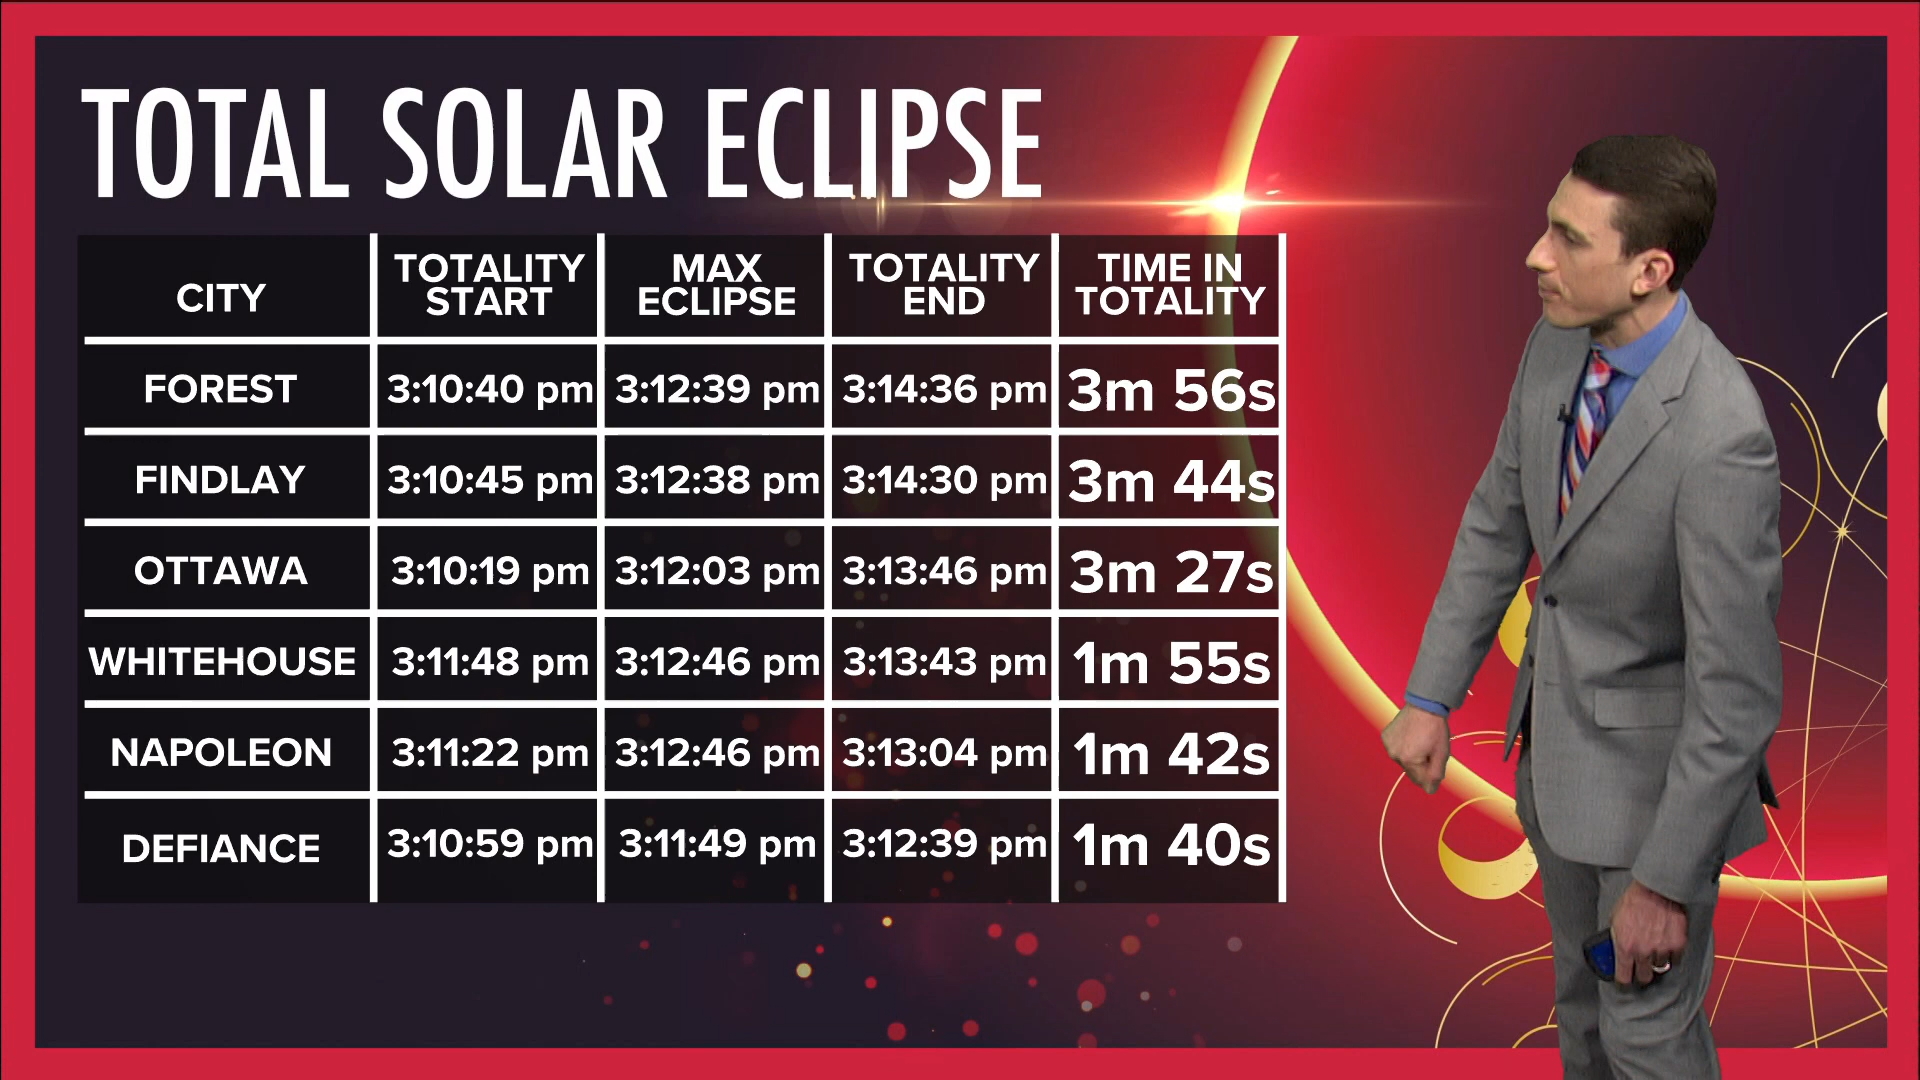 TOTAL SOLAR ECLIPSE
CITY
TOTALITY
START
MAX
ECLIPSE
TOTALITY
END
TIME IN
TOTALITY
FOREST 3:10:40 pm 3:12:39 pm 3:14:36 pm 3m 56s
FINDLAY 3:10:45 pm 3:12:38 pm 3:14:30 pm 3m 44s
OTTAWA 3:10:19 pm 3:12:03 pm 3:13:46 pm 3m 27s
WHITEHOUSE 3:11:48 pm 3:12:46 pm 3:13:43 pm 1m 55s
NAPOLEON 3:11:22 pm 3:12:46 pm 3:13:04 pm 1m 42s
DEFIANCE 3:10:59 pm 3:11:49 pm 3:12:39 pm 1m 40s